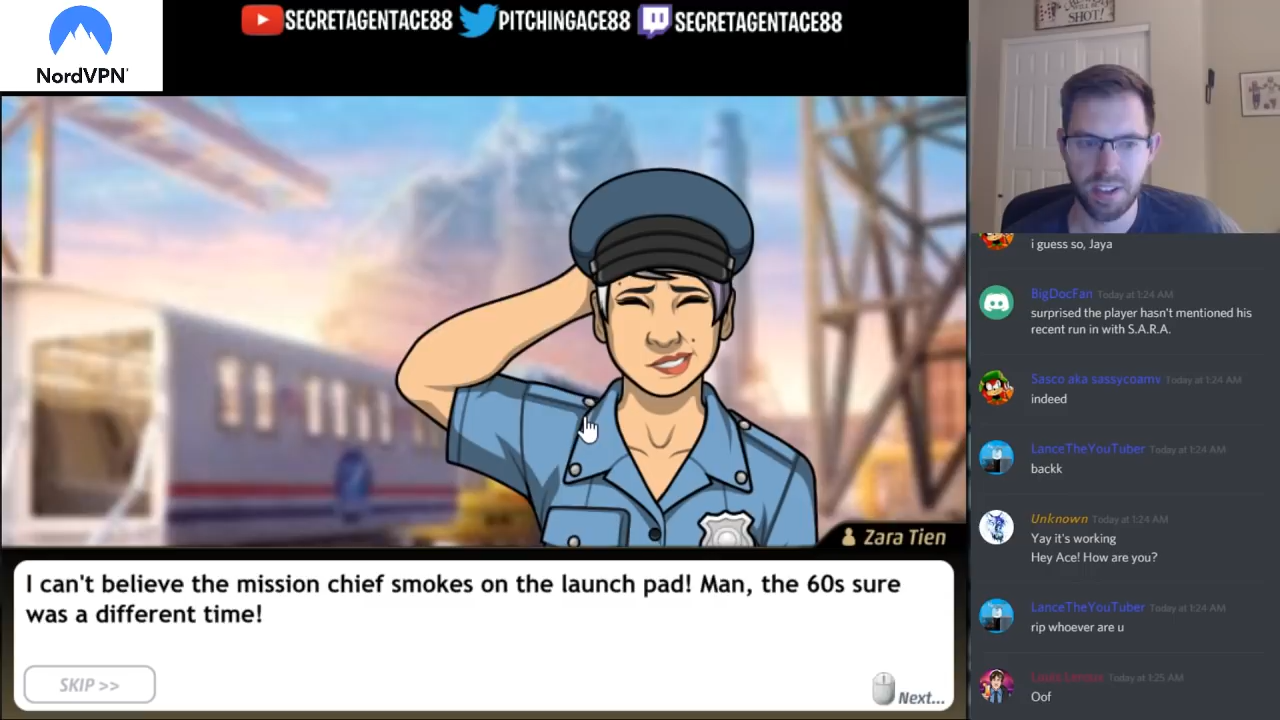 SECRETAGENTACE88 PITCHINGACE88 SECRETAGENTACE88
NordVPN
SHOT!
Zara Tien
I can't believe the mission chief smokes on the launch pad! Man, the 60s sure
was a different time!
SKIP >>
Next...
i guess so, Jaya
BigDocFan Today at 1:24 AM
surprised the player hasn't mentioned his
recent run in with S.A.R.A.
Sasco aka sassycoamv Today at 1:24 AM
indeed
LanceTheYouTuber Today at 1:24 AM
backk
Unknown Today at 1:24 AM
Yay it's working
Hey Ace! How are you?
LanceTheYouTuber Today at 1:24 AM
rip whoever are u
Today at 1:25 AM
Oof